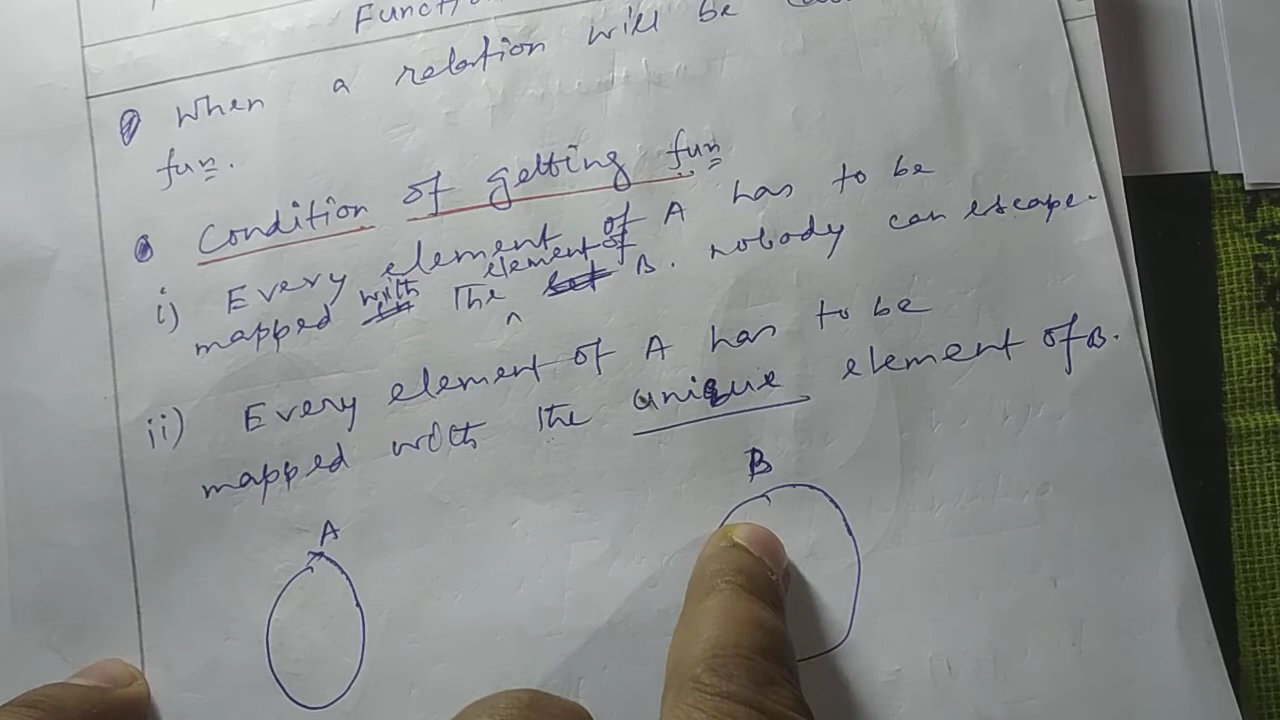 When a relation will be
fun.
Condition of getting fun
i) Every element of A has to be
mapped with the element of B. nobody can escape.
ii) Every element of A has to be
mapped with the unique element of B.
A
B